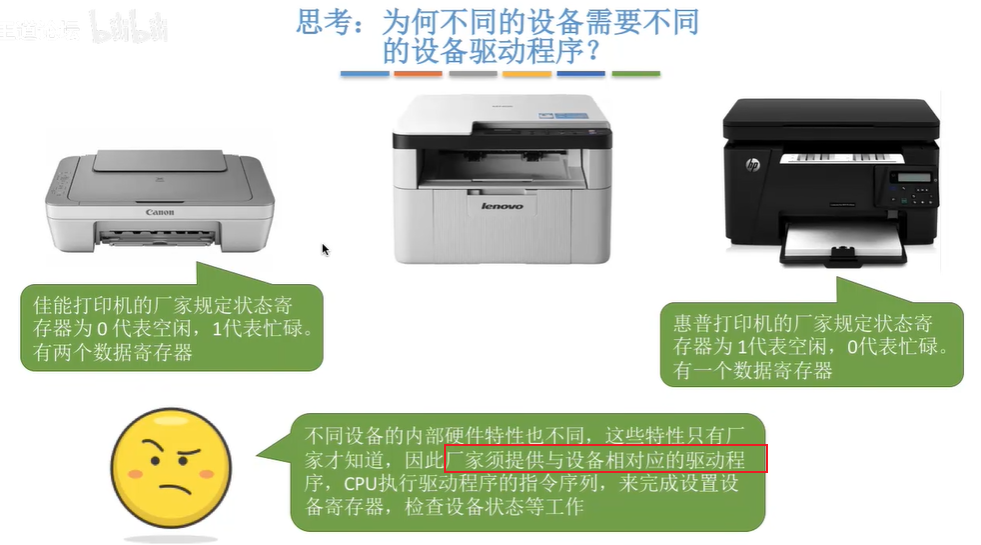 bilibili
思考：为何不同的设备需要不同
的设备驱动程序？
Canon
lenovo
hp
佳能打印机的厂家规定状态寄
存器为 0 代表空闲，1代表忙碌。
有两个数据寄存器
惠普打印机的厂家规定状态寄
存器为 1代表空闲，0代表忙碌。
有一个数据寄存器
不同设备的内部硬件特性也不同，这些特性只有厂
家才知道，因此厂家须提供与设备相对应的驱动程
序，CPU执行驱动程序的指令序列，来完成设置设
备寄存器，检查设备状态等工作